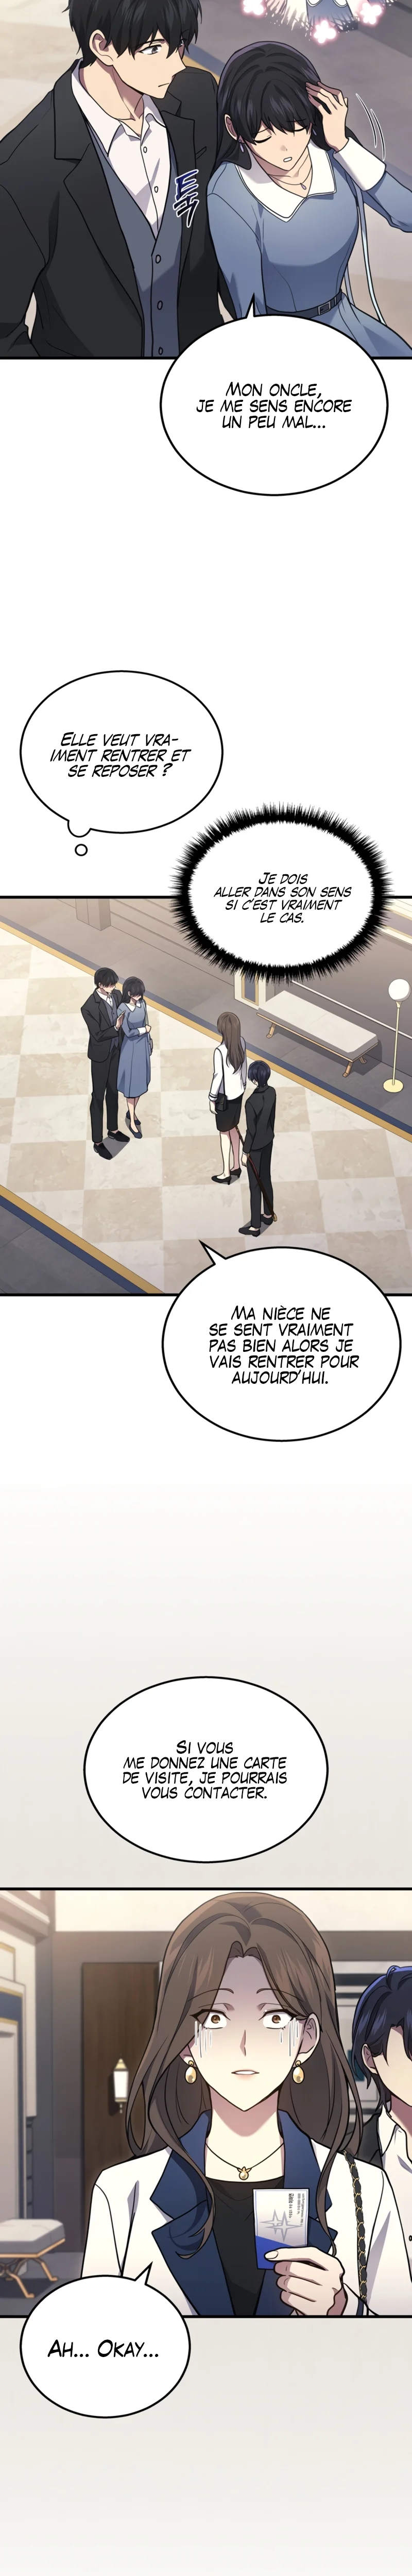 툭
MON ONCLE,
JE ME SENS ENCORE
UN PEU MAL...
ELLE VEUT VRA-
IMENT RENTRER ET
SE REPOSER ?
JE DOIS
ALLER DANS SON SENS
SI C'EST VRAIMENT
LE CAS.
MA NIÈCE NE
SE SENT VRAIMENT
PAS BIEN ALORS JE
VAIS RENTRER POUR
AUJOURD'HUI.
SI VOUS
ME DONNEZ UNE CARTE
DE VISITE, JE POURRAIS
VOUS CONTACTER.
AH... OKAY...